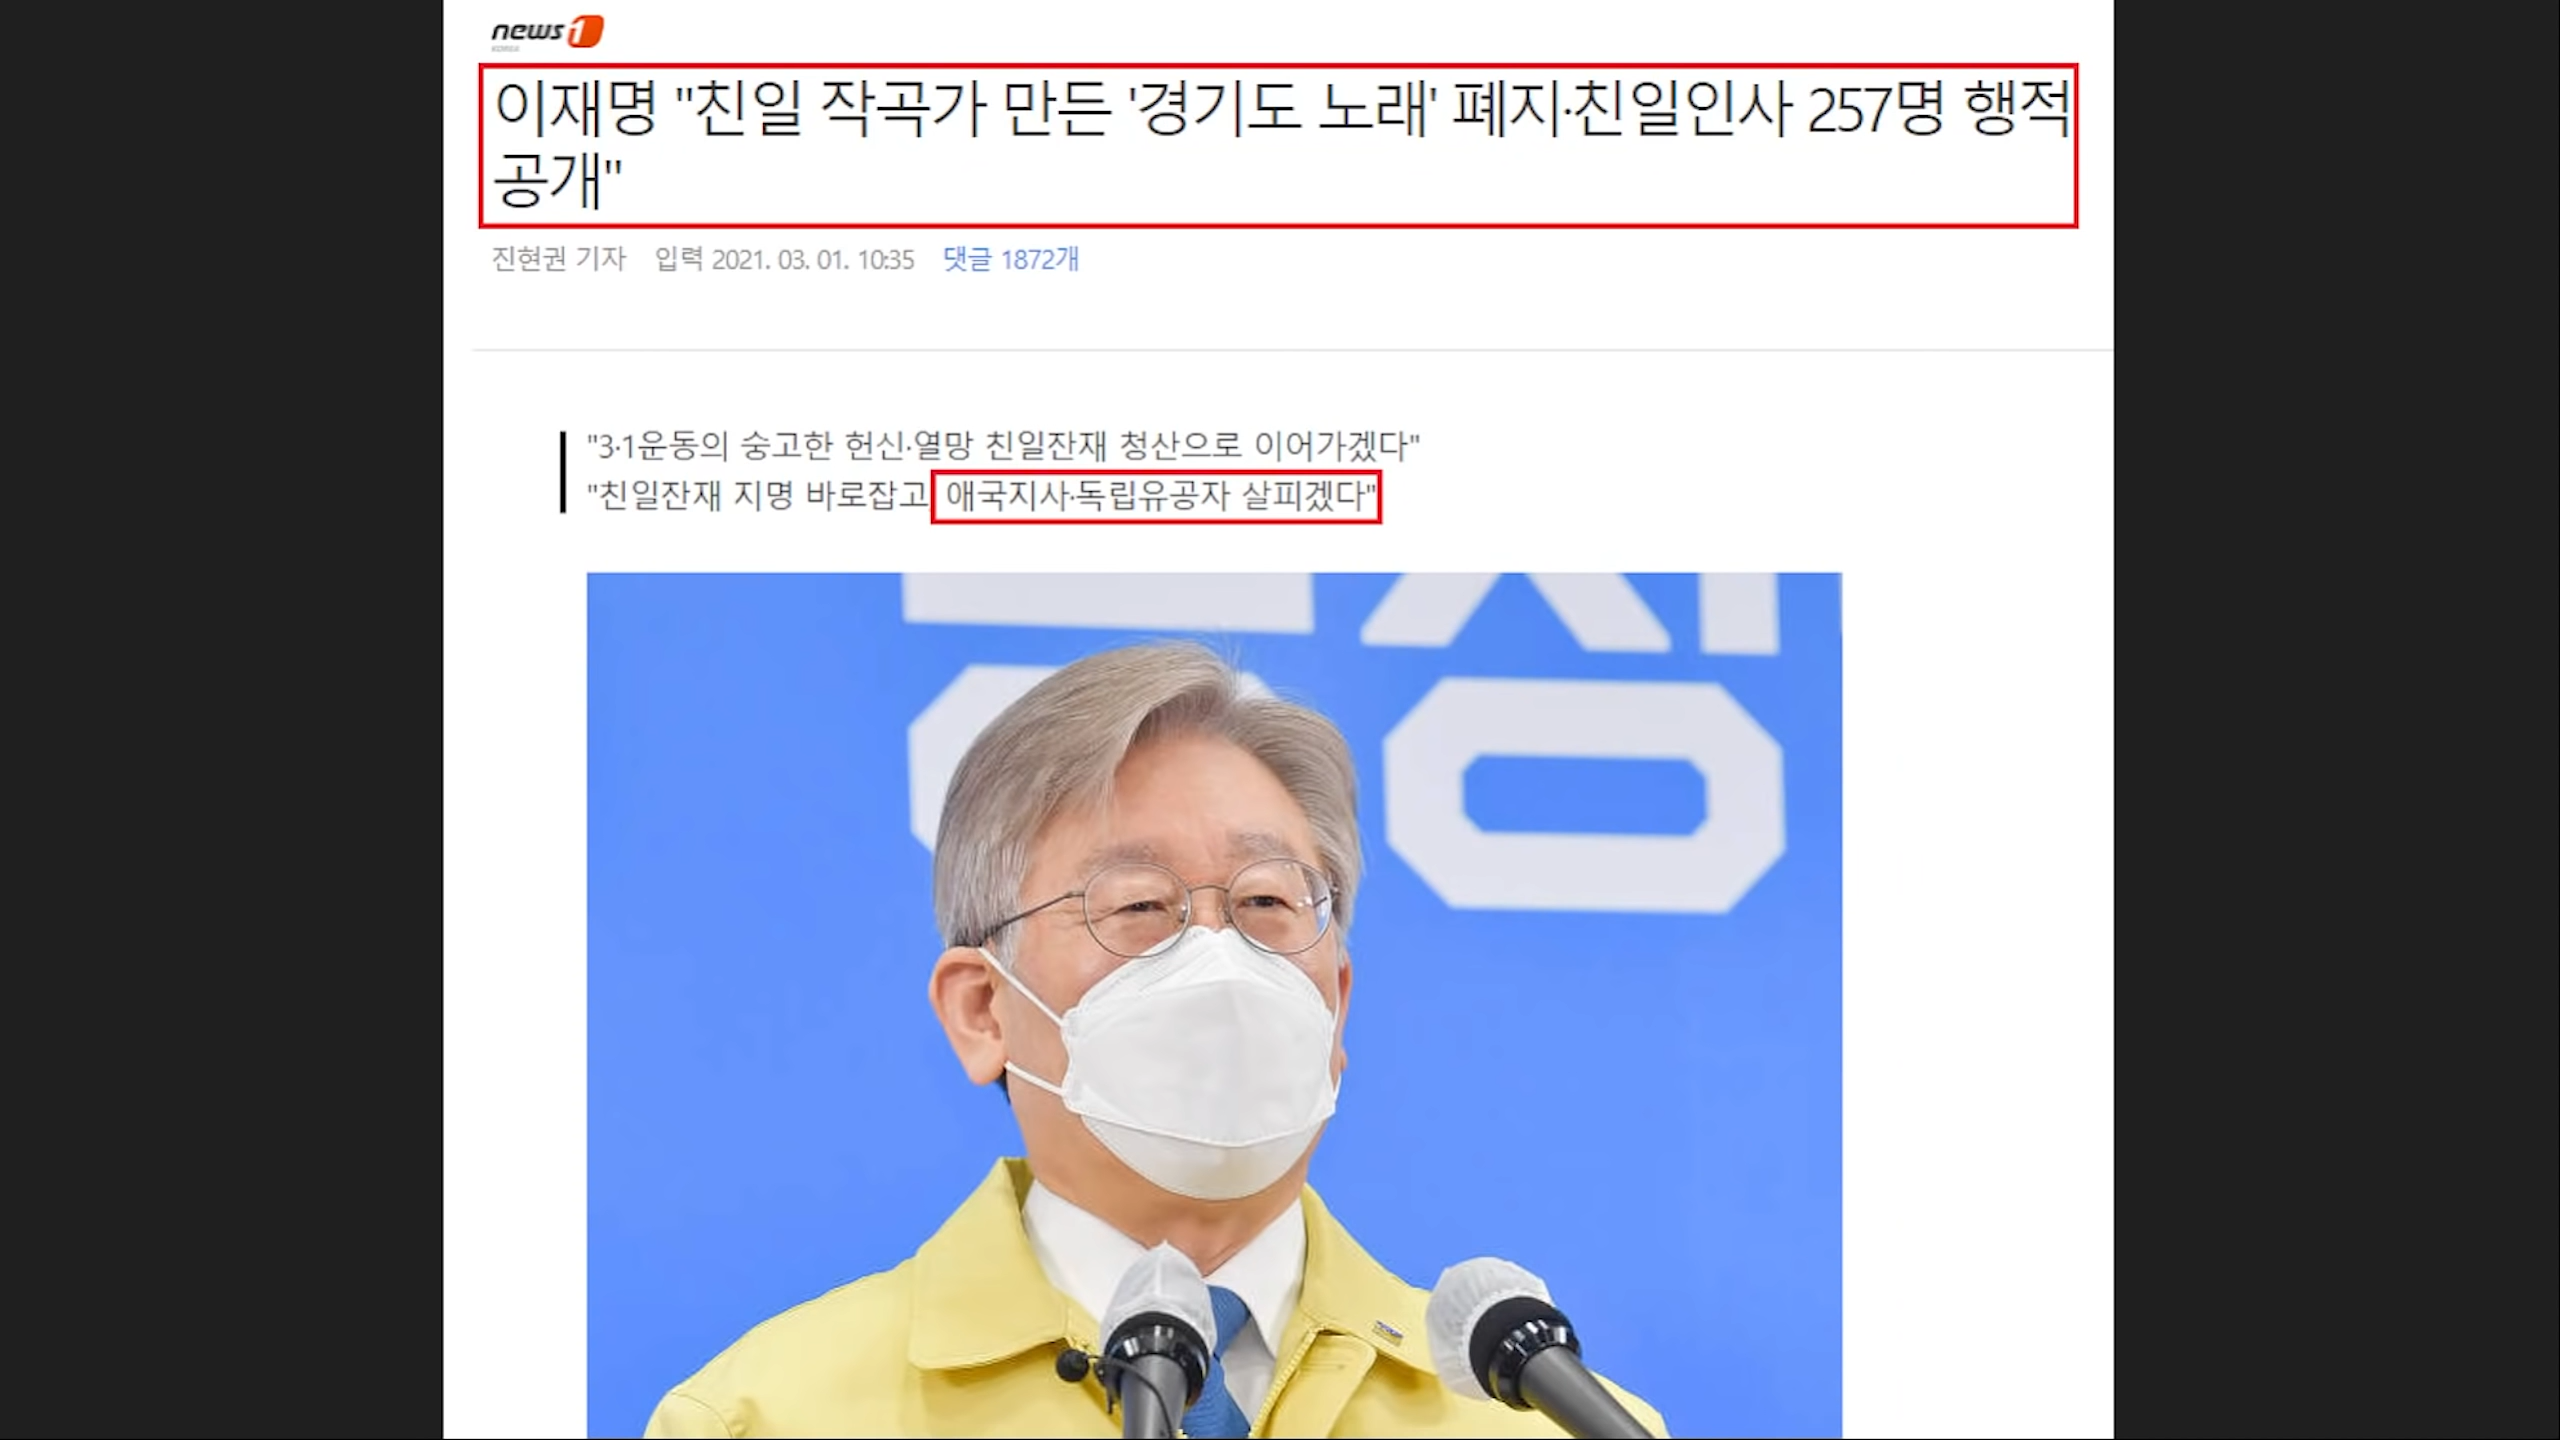 news1
KOREA
이재명 "친일 작곡가 만든 '경기도 노래' 폐지·친일인사 257명 행적
공개"
진현권 기자 입력 2021. 03. 01. 10:35 댓글 1872개
"3·1운동의 숭고한 헌신·열망 친일잔재 청산으로 이어가겠다"
"친일잔재 지명 바로잡고 애국지사·독립유공자 살피겠다"